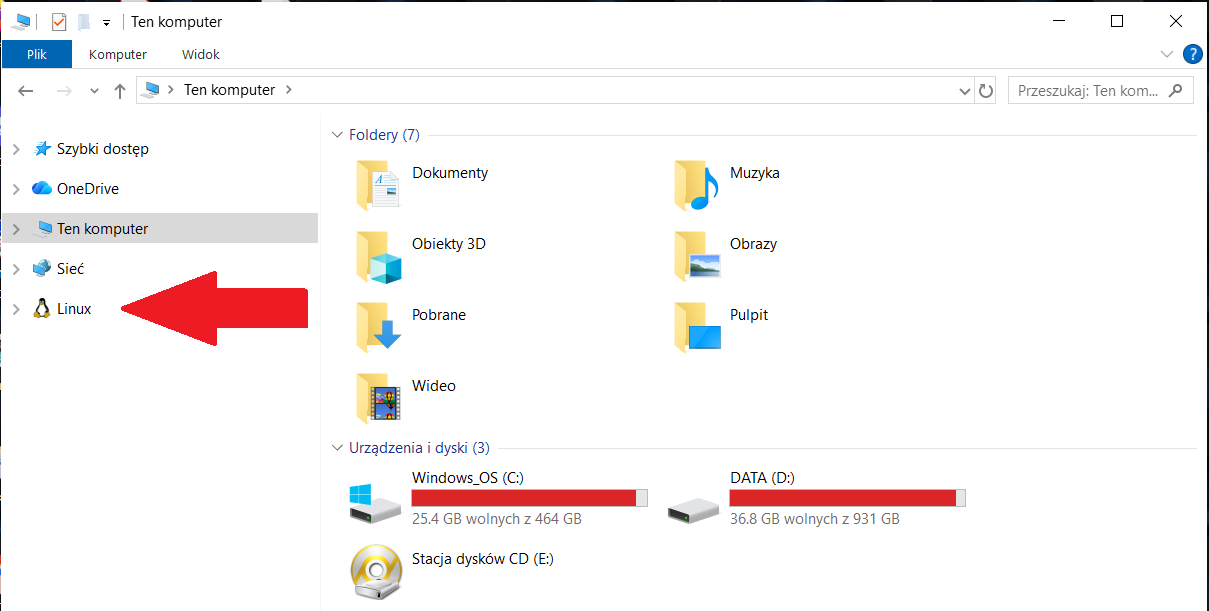 Ten komputer
Plik Komputer Widok
Ten komputer Przeszukaj: Ten kom...
Szybki dostęp
OneDrive
Ten komputer
Sieć
Linux
Foldery (7)
Dokumenty Muzyka
Obiekty 3D Obrazy
Pobrane Pulpit
Wideo
Urządzenia i dyski (3)
Windows_OS (C:) DATA (D:)
25.4 GB wolnych z 464 GB 36.8 GB wolnych z 931 GB
Stacja dysków CD (E:)